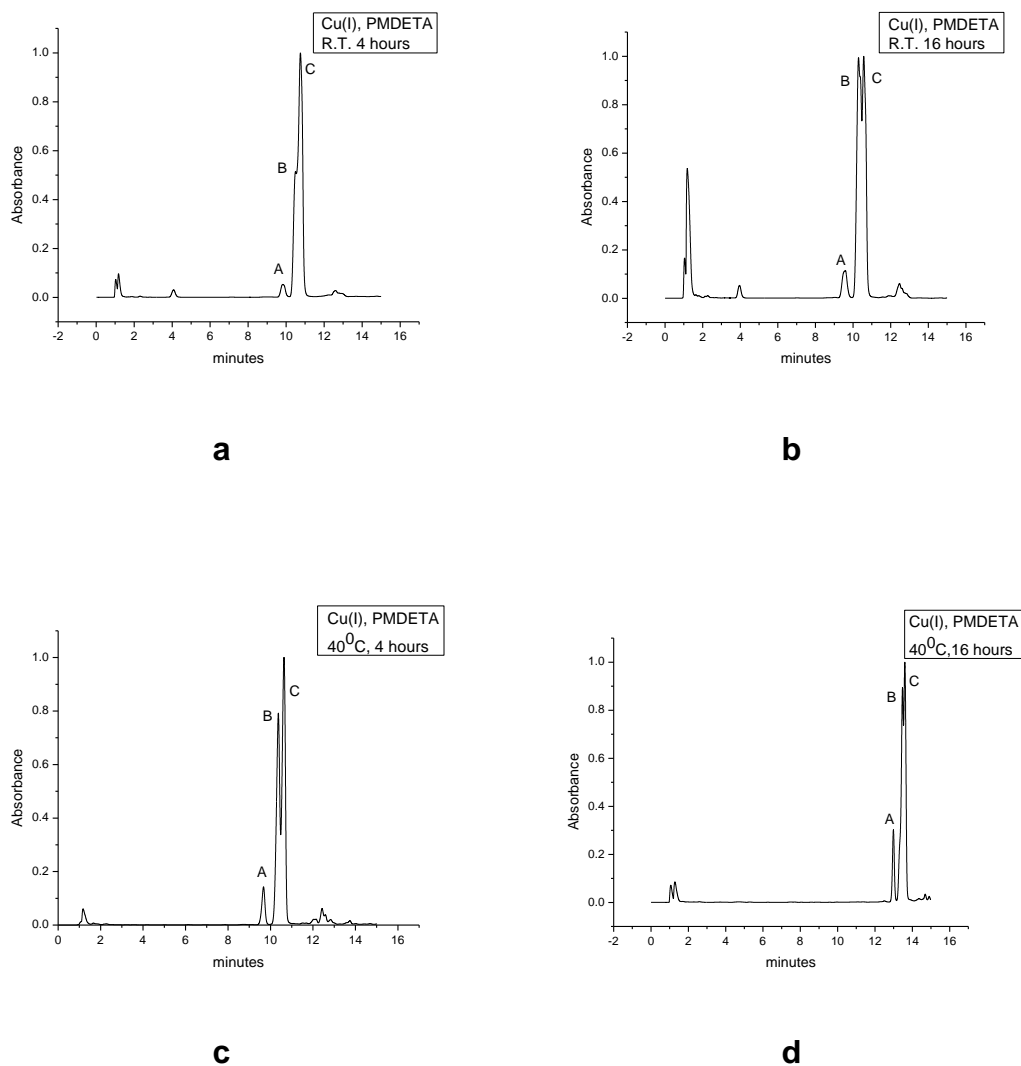 Cu(I), PMDETA
R.T. 4 hours
1.0
0.8
0.6
0.4
0.2
0.0
Absorbance
A
B
C
-2 0 2 4 6 8 10 12 14 16
minutes
a
Cu(I), PMDETA
R.T. 16 hours
1.0
0.8
0.6
0.4
0.2
0.0
Absorbance
A
B
C
-2 0 2 4 6 8 10 12 14 16
minutes
b
Cu(I), PMDETA
40⁰C, 4 hours
1.0
0.8
0.6
0.4
0.2
0.0
Absorbance
A
B
C
0 2 4 6 8 10 12 14 16
minutes
c
Cu(I), PMDETA
40⁰C,16 hours
1.0
0.8
0.6
0.4
0.2
0.0
Absorbance
A
B
C
-2 0 2 4 6 8 10 12 14 16
minutes
d